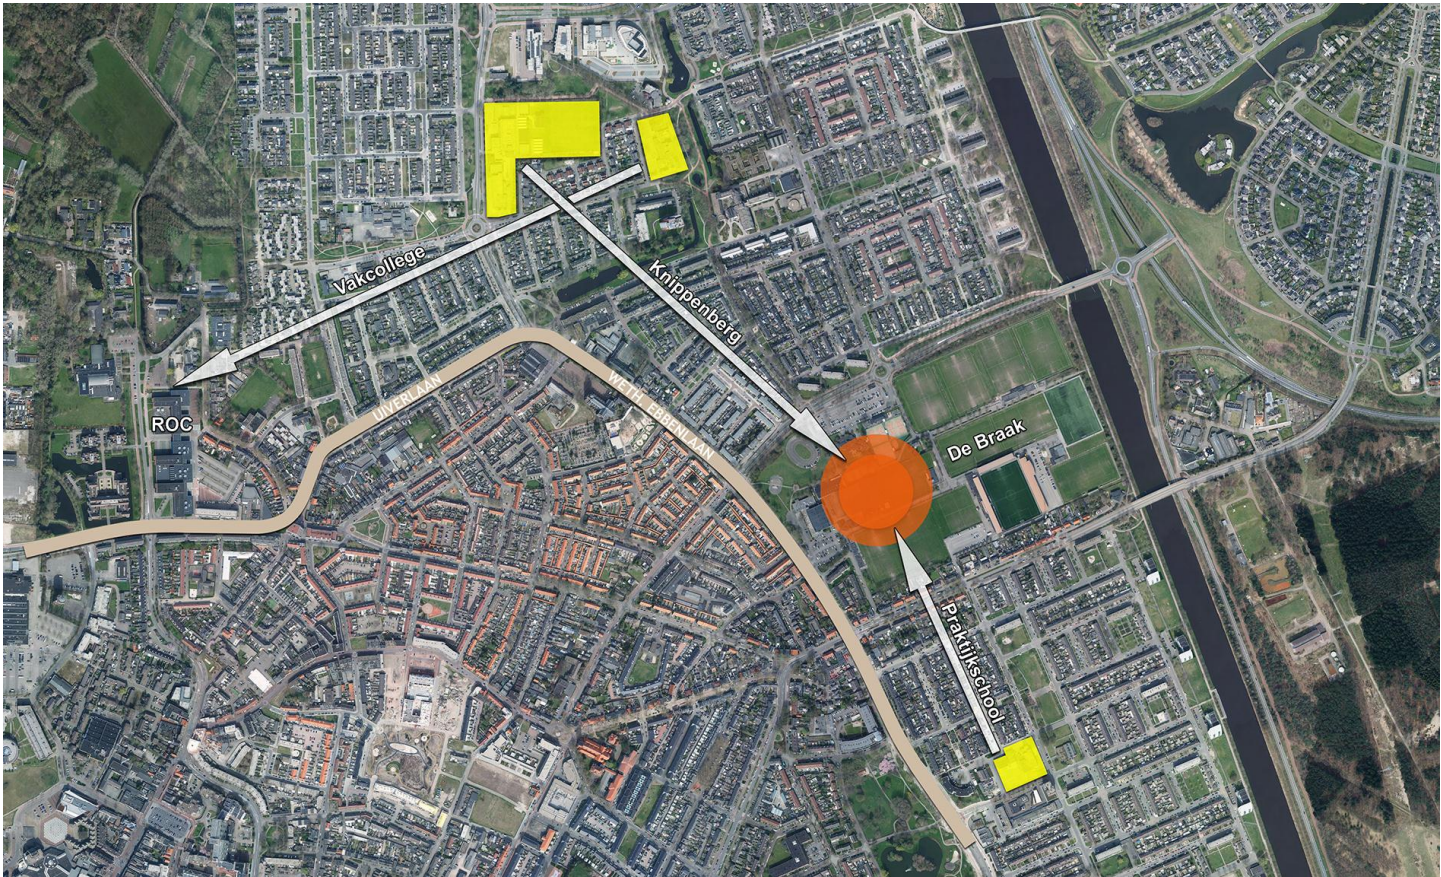 Vakcollege
Knippenberg
UIVERLAAN
WETH. EBBENLAAN
ROC
De Braak
Praktijkschool